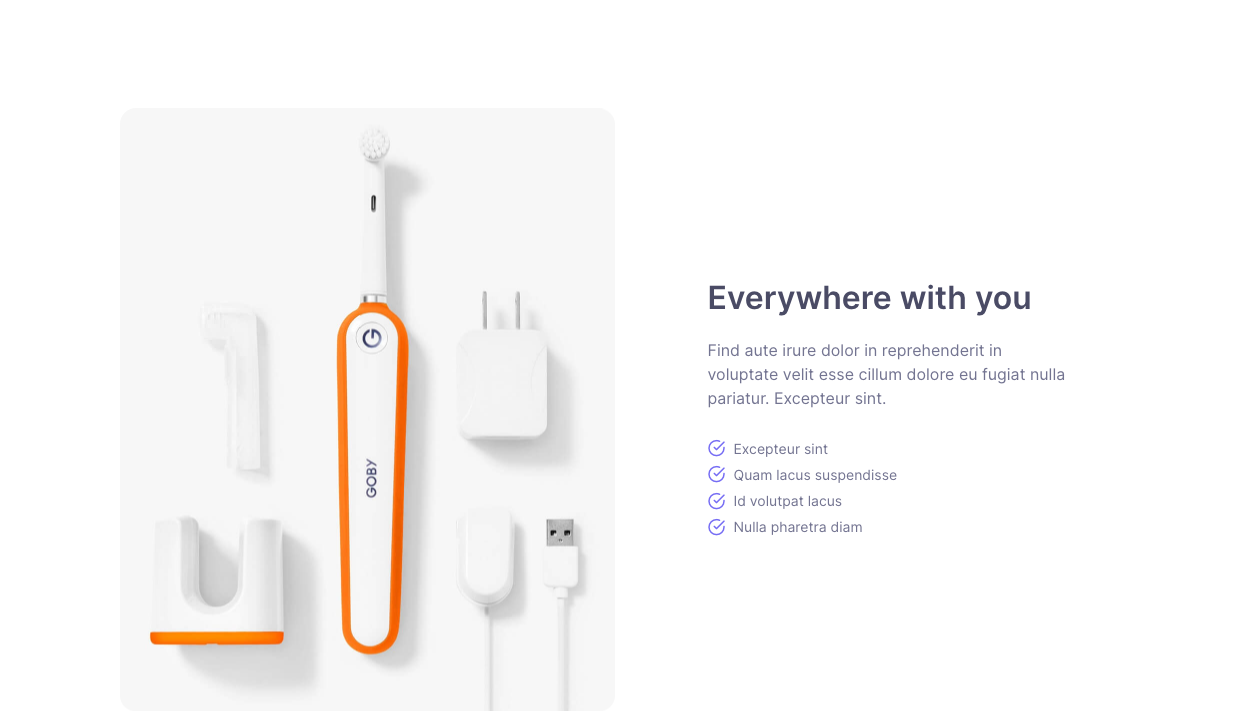 GOBY
Everywhere with you
Find aute irure dolor in reprehenderit in
voluptate velit esse cillum dolore eu fugiat nulla
pariatur. Excepteur sint.
Excepteur sint
Quam lacus suspendisse
Id volutpat lacus
Nulla pharetra diam